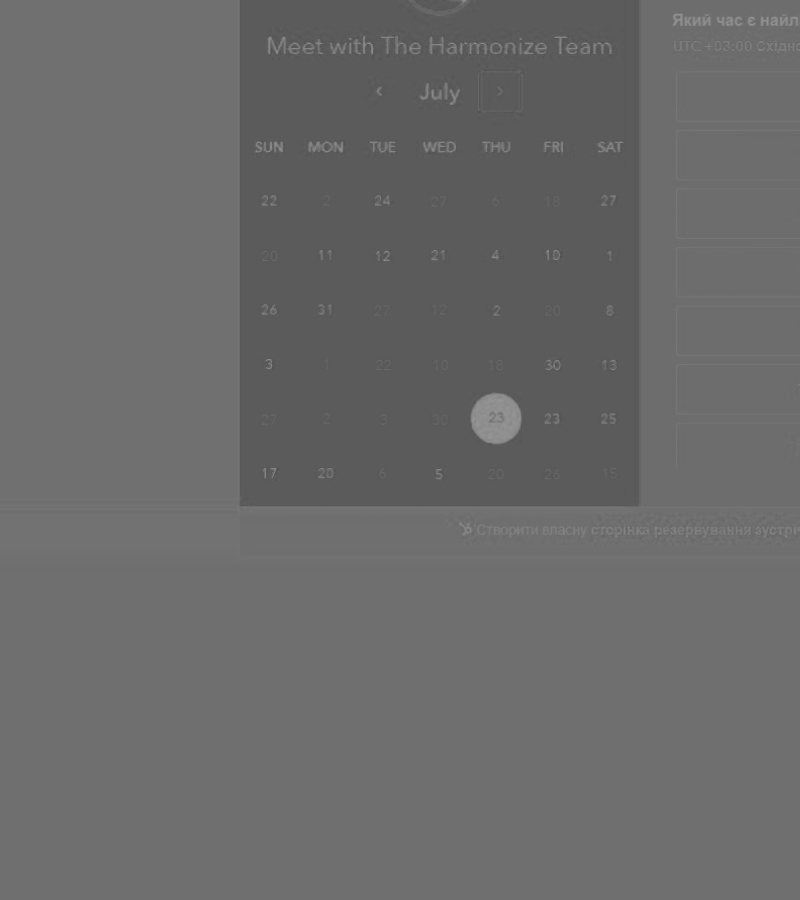 Meet with The Harmonize Team
‹ July ›
SUN MON TUE WED THU FRI SAT
22 2 24 27 6 18 27
20 11 12 21 4 10 1
26 31 27 12 2 20 8
3 1 22 10 18 30 13
27 2 3 30 23 23 25
17 20 6 5 20 26 15
Який час є найл
UTC +03:00 Східно
Створити власну сторінка резервування зустрі